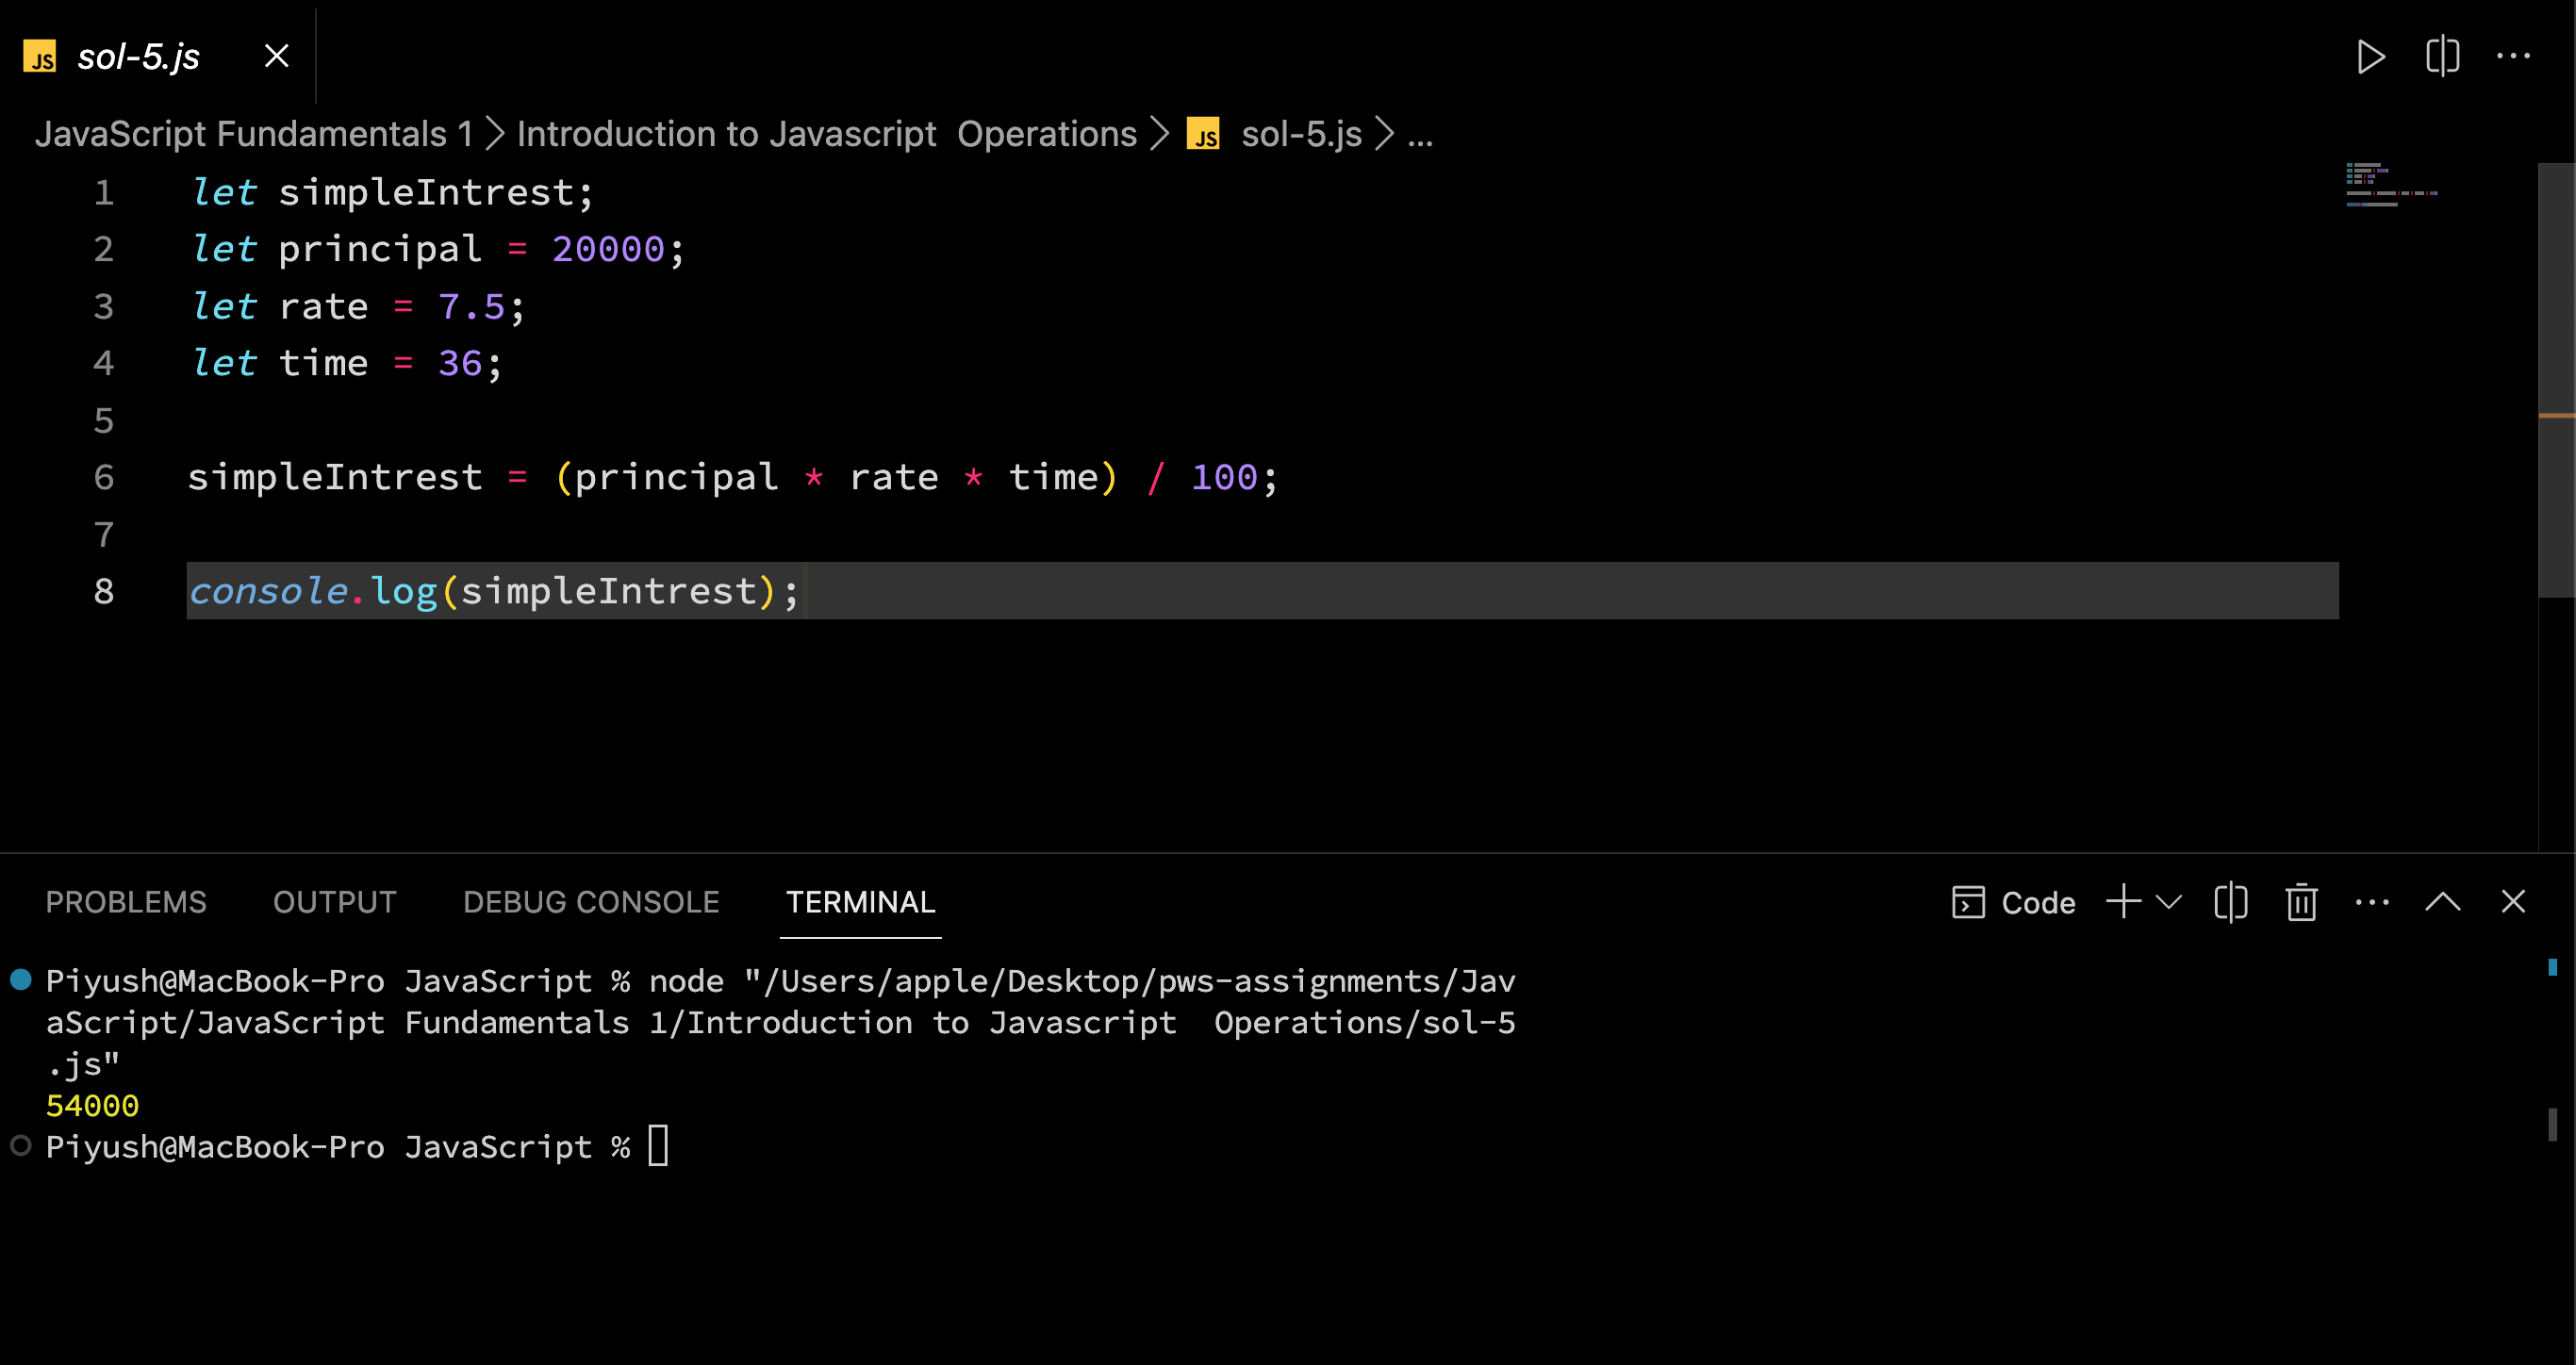 JS sol-5.js
JavaScript Fundamentals 1 > Introduction to Javascript  Operations > JS sol-5.js > ...
1 let simpleIntrest;
2 let principal = 20000;
3 let rate = 7.5;
4 let time = 36;
5
6 simpleIntrest = (principal * rate * time) / 100;
7
8 console.log(simpleIntrest);
PROBLEMS OUTPUT DEBUG CONSOLE TERMINAL Code
Piyush@MacBook-Pro JavaScript % node "/Users/apple/Desktop/pws-assignments/Jav
aScript/JavaScript Fundamentals 1/Introduction to Javascript  Operations/sol-5
.js"
54000
Piyush@MacBook-Pro JavaScript %